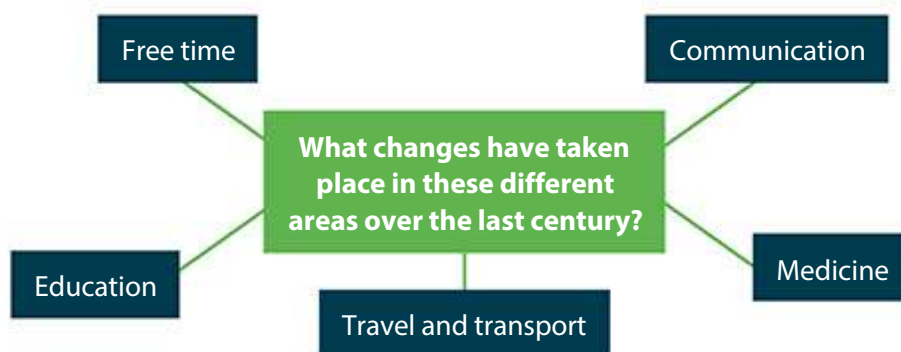 Free time
Communication
What changes have taken
place in these different
areas over the last century?
Education
Medicine
Travel and transport